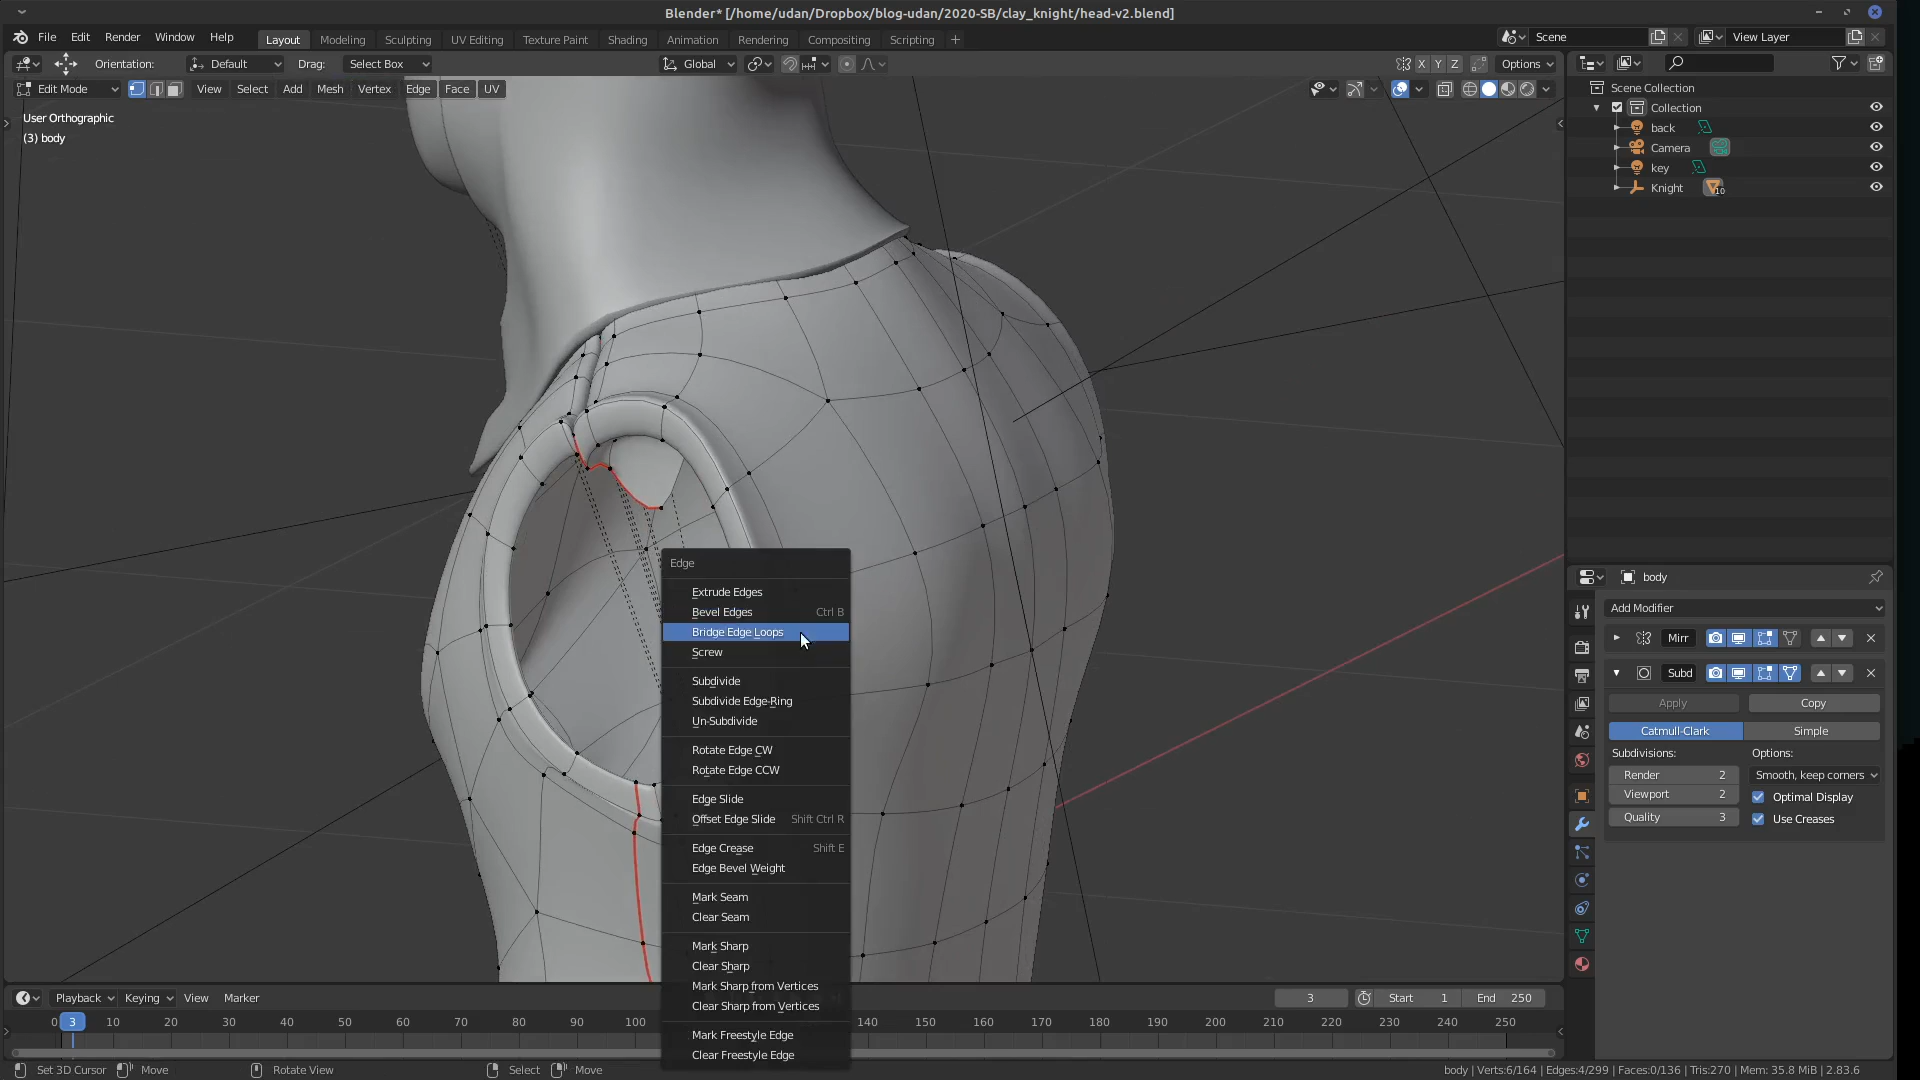 Blender* [/home/udan/Dropbox/blog-udan/2020-SB/clay_knight/head-v2.blend]
File Edit Render Window Help
Layout Modeling Sculpting UV Editing Texture Paint Shading Animation Rendering Compositing Scripting +
Scene
View Layer
Orientation: Default Drag: Select Box
Global
X Y Z
Options
Edit Mode View Select Add Mesh Vertex Edge Face UV
User Orthographic
(3) body
Scene Collection
Collection
back
Camera
key
Knight
10
Edge
Extrude Edges
Bevel Edges Ctrl B
Bridge Edge Loops
Screw
Subdivide
Subdivide Edge-Ring
Un-Subdivide
Rotate Edge CW
Rotate Edge CCW
Edge Slide
Offset Edge Slide Shift Ctrl R
Edge Crease Shift E
Edge Bevel Weight
Mark Seam
Clear Seam
Mark Sharp
Clear Sharp
Mark Sharp from Vertices
Clear Sharp from Vertices
Mark Freestyle Edge
Clear Freestyle Edge
body
Add Modifier
Mirr
Subd
Apply Copy
Catmull-Clark Simple
Subdivisions: Options:
Render 2 Smooth, keep corners
Viewport 2 Optimal Display
Quality 3 Use Creases
Playback Keying View Marker
3 Start 1 End 250
0 3 10 20 30 40 50 60 70 80 90 100 140 150 160 170 180 190 200 210 220 230 240 250
Set 3D Cursor Move Rotate View Select Move
body | Verts:6/164 | Edges:4/299 | Faces:0/136 | Tris:270 | Mem: 35.8 MiB | 2.83.6